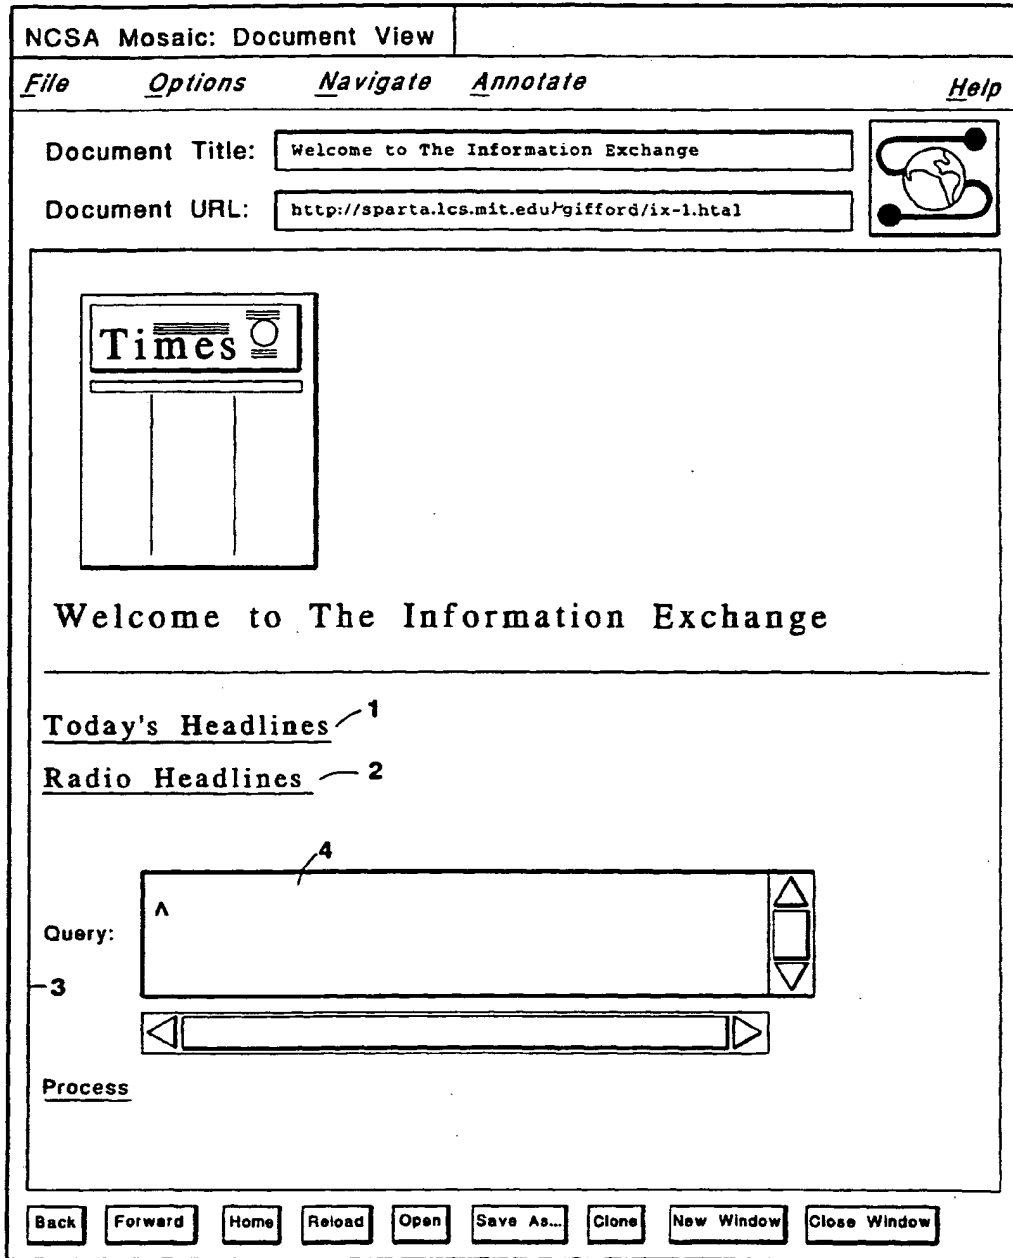 NCSA Mosaic: Document View
File Options Navigate Annotate Help
Document Title: Welcome to The Information Exchange
Document URL: http://sparta.lcs.mit.edu/~gifford/ix-1.htal
Times
Welcome to The Information Exchange
Today's Headlines 1
Radio Headlines 2
4
^
Query:
3
Process
Back Forward Home Reload Open Save As... Clone New Window Close Window